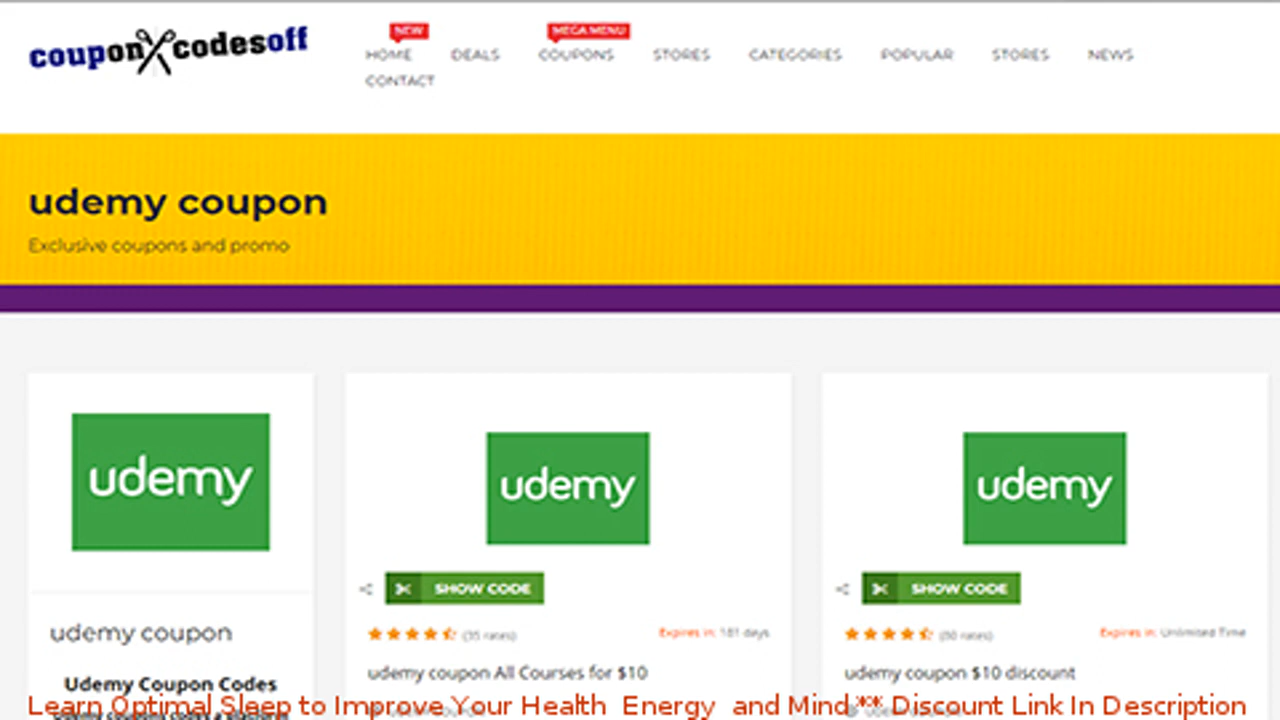 couponcodesoff
NEW
MEGA MENU
HOME DEALS COUPONS STORES CATEGORIES POPULAR STORES NEWS
CONTACT
udemy coupon
Exclusive coupons and promo
udemy
udemy
udemy
SHOW CODE
SHOW CODE
(35 rates)
Expires in: 181 days
rates)
Expires in: Unlimited Time
udemy coupon
udemy coupon All Courses for $10
udemy coupon $10 discount
Udemy Coupon Codes
Learn Optimal Sleep to Improve Your Health Energy and Mind ** Discount Link In Description